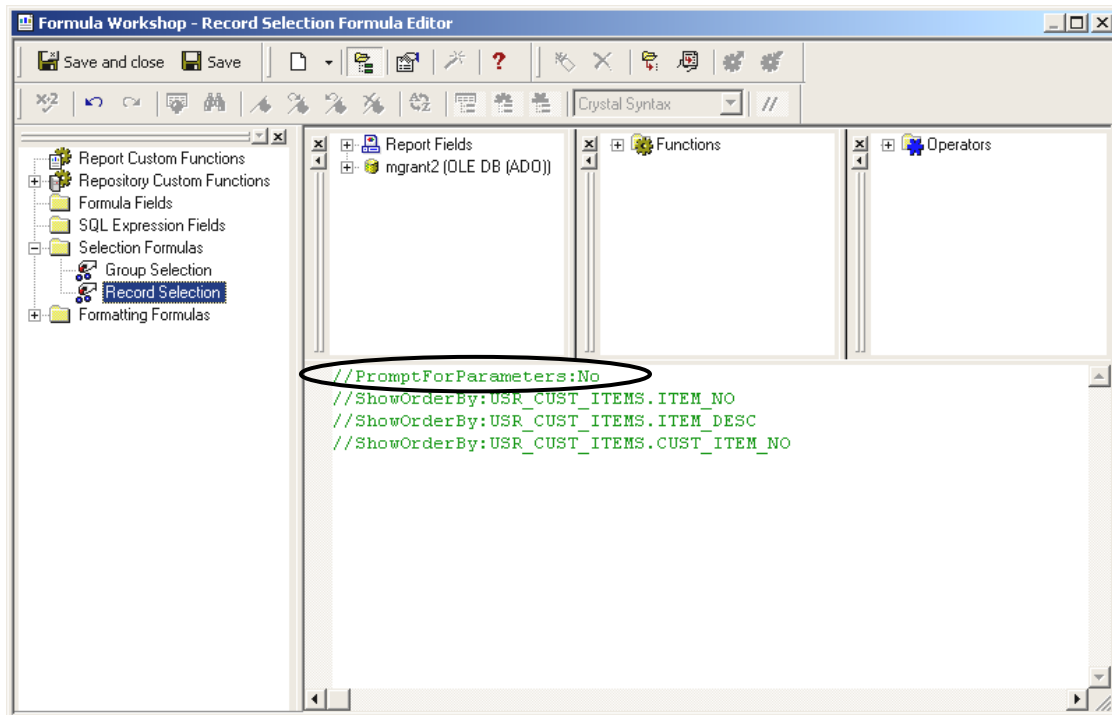 Formula Workshop - Record Selection Formula Editor
Save and close Save
Crystal Syntax
Report Custom Functions
Repository Custom Functions
Formula Fields
SQL Expression Fields
Selection Formulas
Group Selection
Record Selection
Formatting Formulas
Report Fields
mgrant2 (OLE DB (ADO))
Functions
Operators
//PromptForParameters:No
//ShowOrderBy:USR_CUST_ITEMS.ITEM_NO
//ShowOrderBy:USR_CUST_ITEMS.ITEM_DESC
//ShowOrderBy:USR_CUST_ITEMS.CUST_ITEM_NO